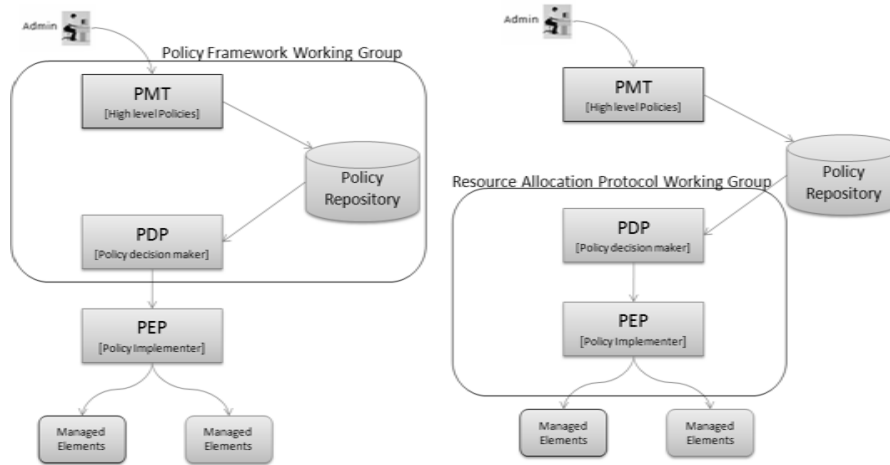 Admin
Policy Framework Working Group
PMT
[High level Policies]
Policy
Repository
PDP
[Policy decision maker]
PEP
[Policy Implementer]
Managed
Elements
Managed
Elements
Admin
PMT
[High level Policies]
Policy
Repository
Resource Allocation Protocol Working Group
PDP
[Policy decision maker]
PEP
[Policy Implementer]
Managed
Elements
Managed
Elements